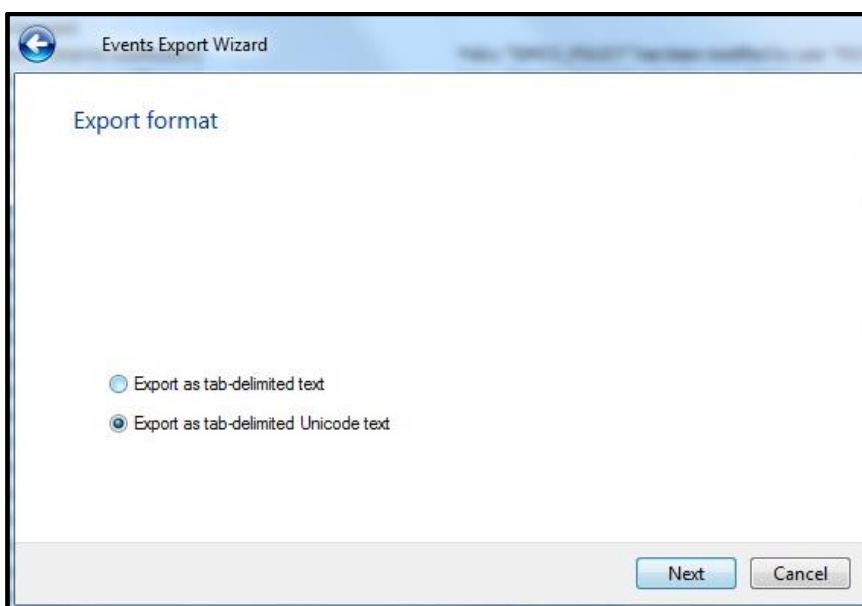 Events Export Wizard
Export format
Export as tab-delimited text
Export as tab-delimited Unicode text
Next
Cancel